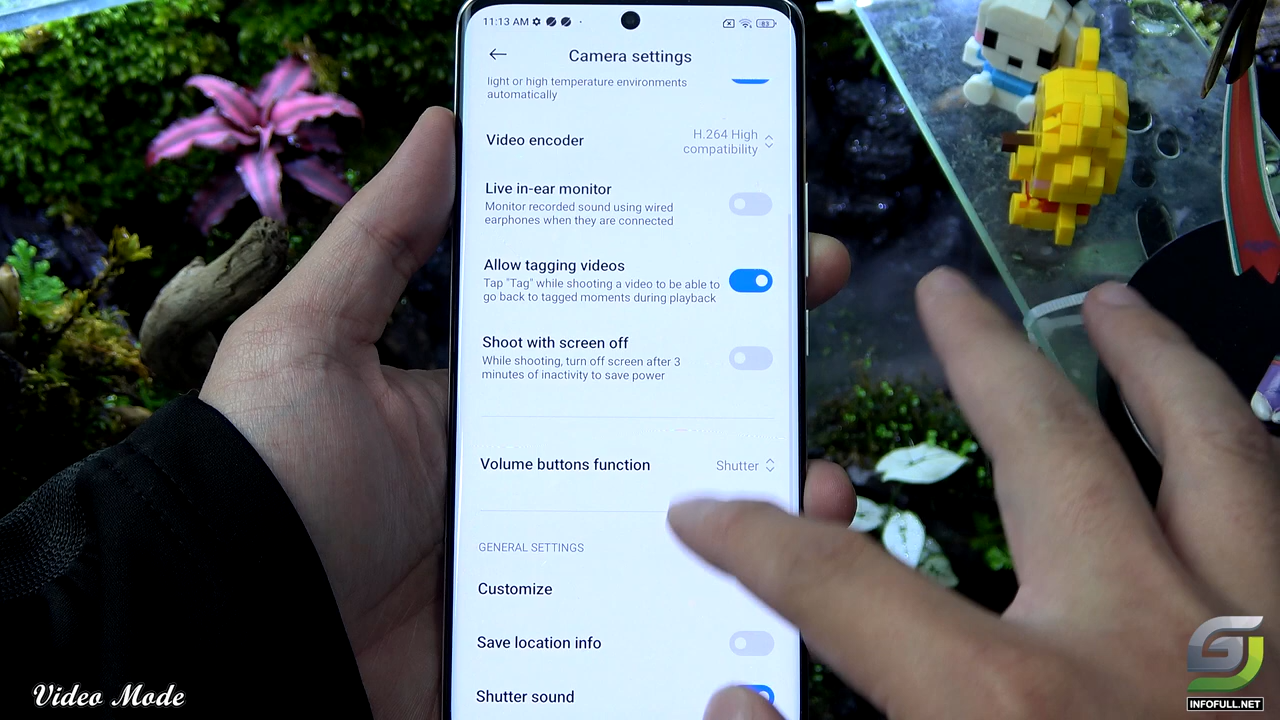 11:13 AM
83
Camera settings
light or high temperature environments
automatically
Video encoder
H.264 High
compatibility
Live in-ear monitor
Monitor recorded sound using wired
earphones when they are connected
Allow tagging videos
Tap "Tag" while shooting a video to be able to
go back to tagged moments during playback
Shoot with screen off
While shooting, turn off screen after 3
minutes of inactivity to save power
Volume buttons function
Shutter
GENERAL SETTINGS
Customize
Save location info
Shutter sound
Video Mode
INFOFULL.NET